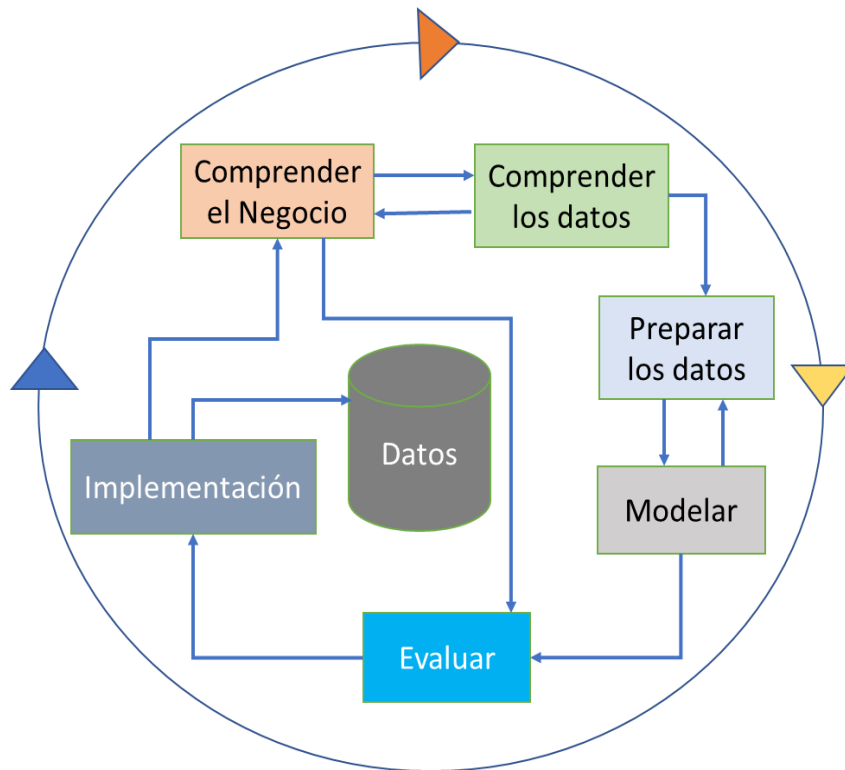 Comprender
el Negocio
Comprender
los datos
Preparar
los datos
Datos
Implementación
Modelar
Evaluar